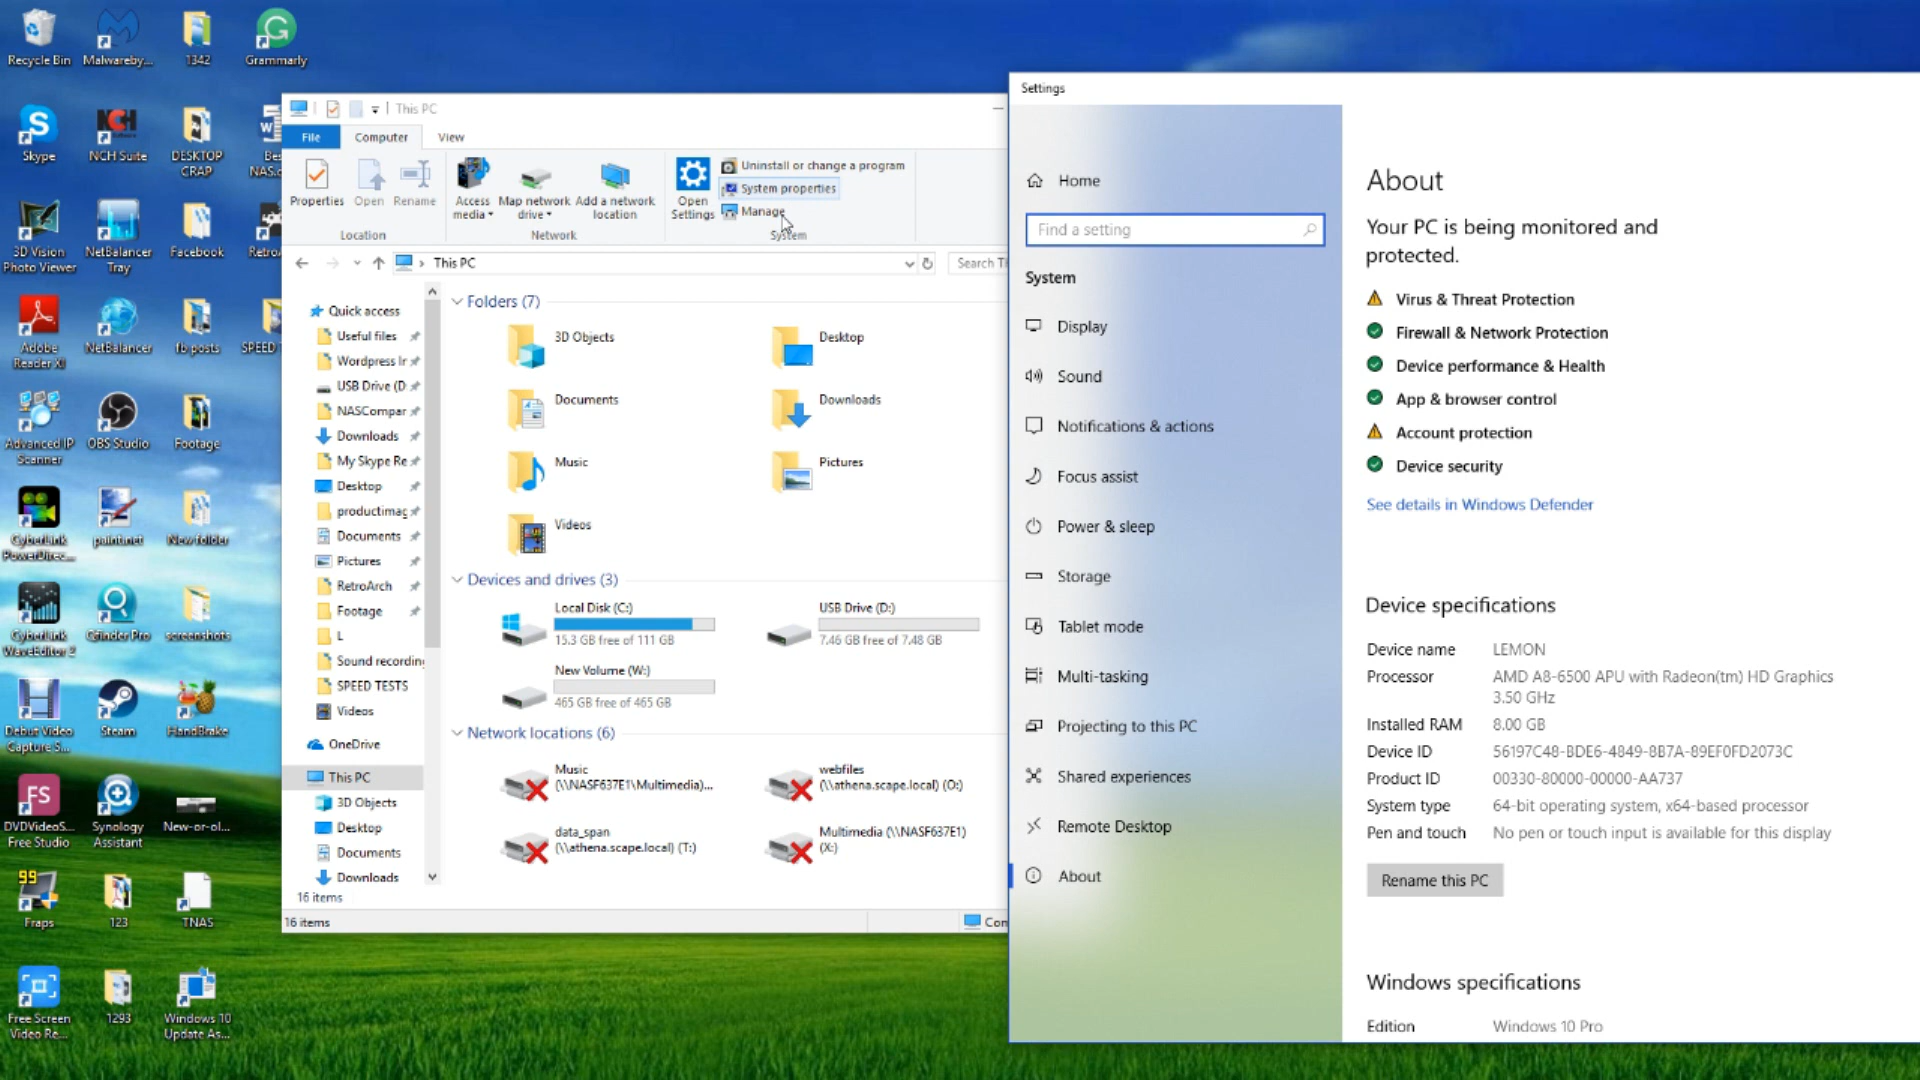 Recycle Bin
Malwareby...
1342
Grammarly
Skype
NCH Suite
DESKTOP
CRAP
Bes
NAS.c
3D Vision
Photo Viewer
NetBalancer
Tray
Facebook
Adobe
Reader XI
NetBalancer
fb posts
SPEED
Advanced IP
Scanner
OBS Studio
Footage
CyberLink
PowerDirec...
paint.net
New folder
CyberLink
WaveEditor 2
Qfinder Pro
screenshots
Debut Video
Capture S...
Steam
HandBrake
FS
DVDVideoS...
Free Studio
Synology
Assistant
New-or-ol...
99
Fraps
123
TNAS
Free Screen
Video Re...
1293
Windows 10
Update As...
This PC
File
Computer
View
Properties
Open
Rename
Location
Access
media
Map network
drive
Add a network
location
Network
Open
Settings
Uninstall or change a program
System properties
Manage
System
This PC
Search Th
Quick access
Useful files
Wordpress Ir
USB Drive (D
NASCompar
Downloads
My Skype Re
Desktop
productimag
Documents
Pictures
RetroArch
Footage
L
Sound recording
SPEED TESTS
Videos
OneDrive
This PC
3D Objects
Desktop
Documents
Downloads
Folders (7)
3D Objects
Desktop
Documents
Downloads
Music
Pictures
Videos
Devices and drives (3)
Local Disk (C:)
15.3 GB free of 111 GB
USB Drive (D:)
7.46 GB free of 7.48 GB
New Volume (W:)
465 GB free of 465 GB
Network locations (6)
Music
(\\NASF637E1\Multimedia)...
webfiles
(\\athena.scape.local) (O:)
data_span
(\\athena.scape.local) (T:)
Multimedia (\\NASF637E1)
(X:)
16 items
16 items
Com
Settings
Home
Find a setting
System
Display
Sound
Notifications & actions
Focus assist
Power & sleep
Storage
Tablet mode
Multi-tasking
Projecting to this PC
Shared experiences
Remote Desktop
About
About
Your PC is being monitored and
protected.
Virus & Threat Protection
Firewall & Network Protection
Device performance & Health
App & browser control
Account protection
Device security
See details in Windows Defender
Device specifications
Device name LEMON
Processor AMD A8-6500 APU with Radeon(tm) HD Graphics
3.50 GHz
Installed RAM 8.00 GB
Device ID 56197C48-BDE6-4849-8B7A-89EF0FD2073C
Product ID 00330-80000-00000-AA737
System type 64-bit operating system, x64-based processor
Pen and touch No pen or touch input is available for this display
Rename this PC
Windows specifications
Edition Windows 10 Pro